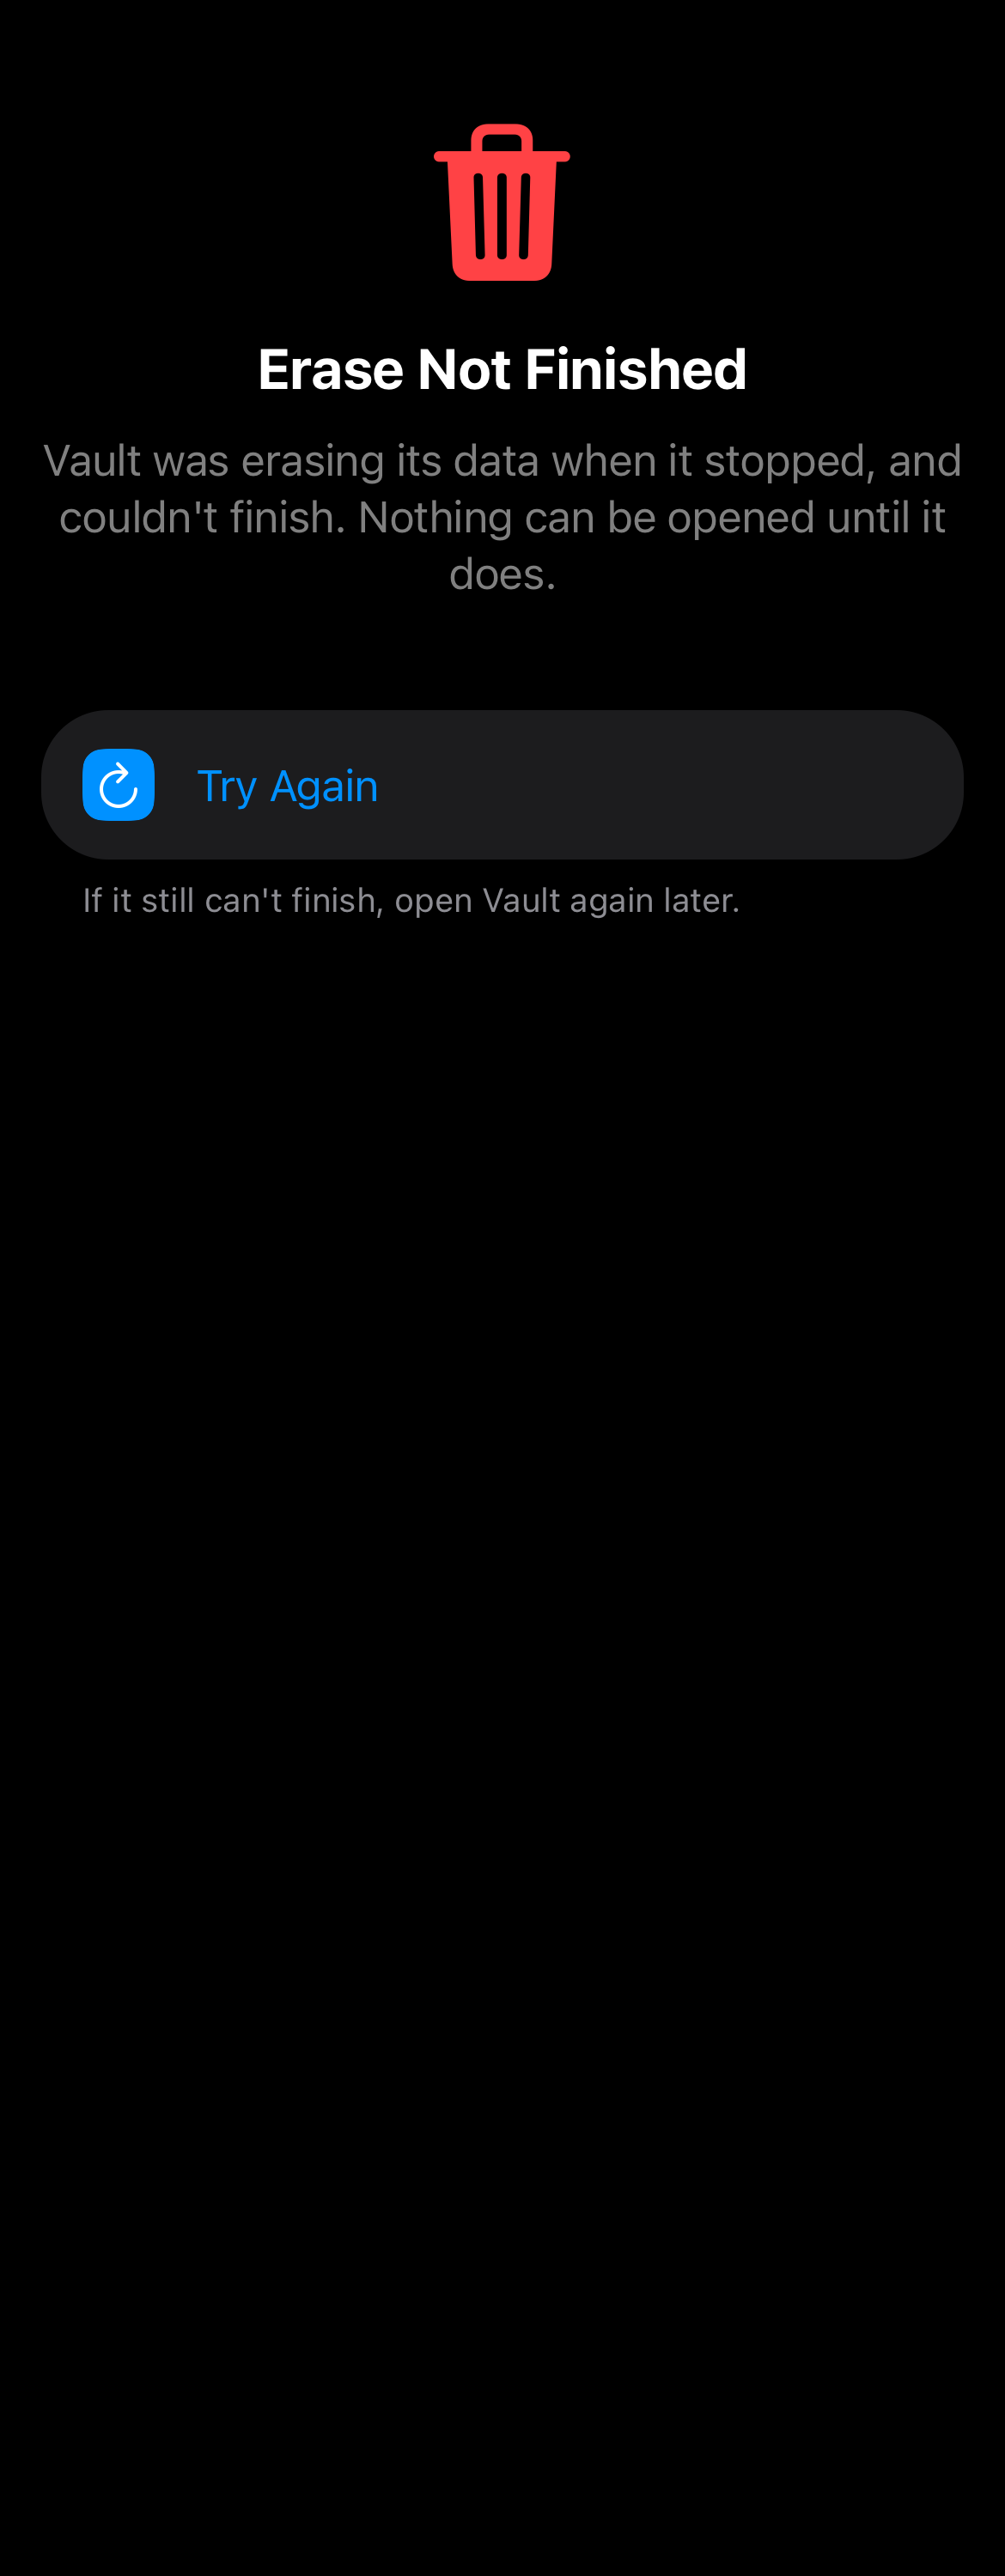 Erase Not Finished
Vault was erasing its data when it stopped, and
couldn't finish. Nothing can be opened until it
does.
Try Again
If it still can't finish, open Vault again later.